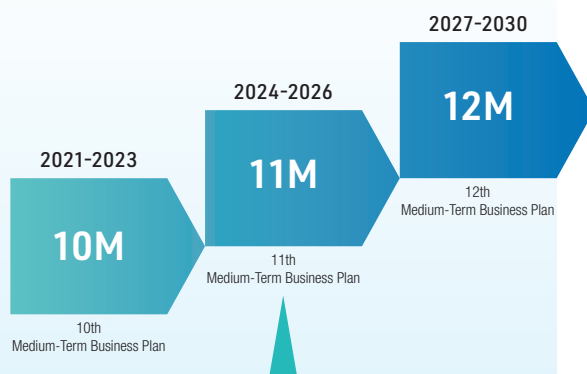 2021-2023
10M
10th
Medium-Term Business Plan
2024-2026
11M
11th
Medium-Term Business Plan
2027-2030
12M
12th
Medium-Term Business Plan